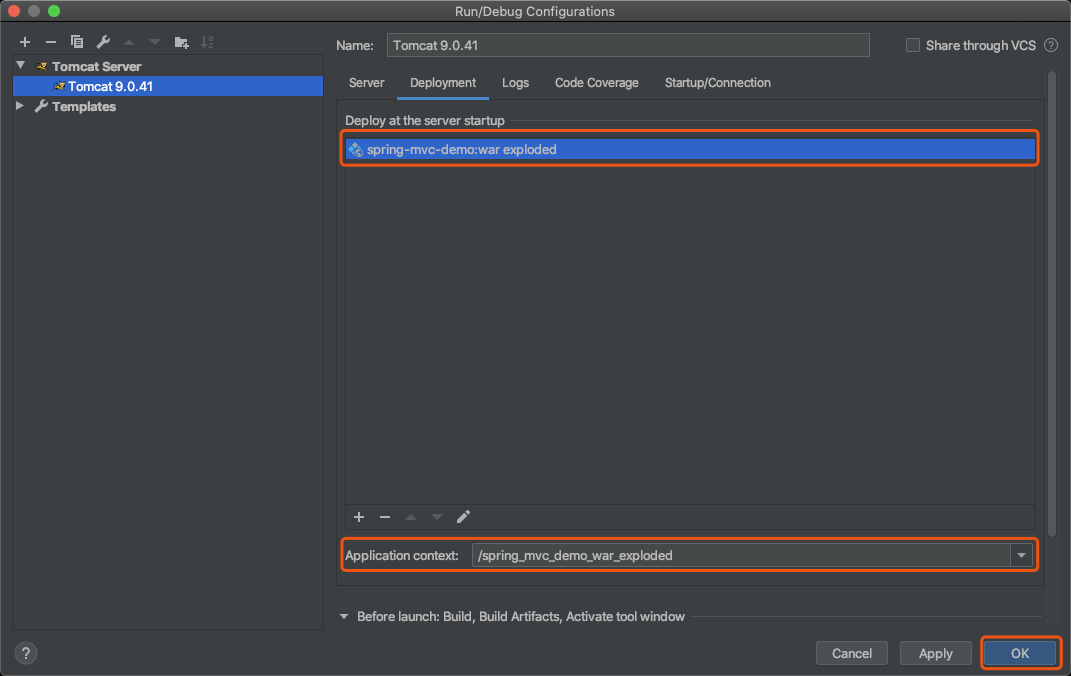 Run/Debug Configurations
Name: Tomcat 9.0.41
Share through VCS ?
Tomcat Server
Tomcat 9.0.41
Templates
Server Deployment Logs Code Coverage Startup/Connection
Deploy at the server startup
spring-mvc-demo:war exploded
Application context: /spring_mvc_demo_war_exploded
Before launch: Build, Build Artifacts, Activate tool window
? Cancel Apply OK